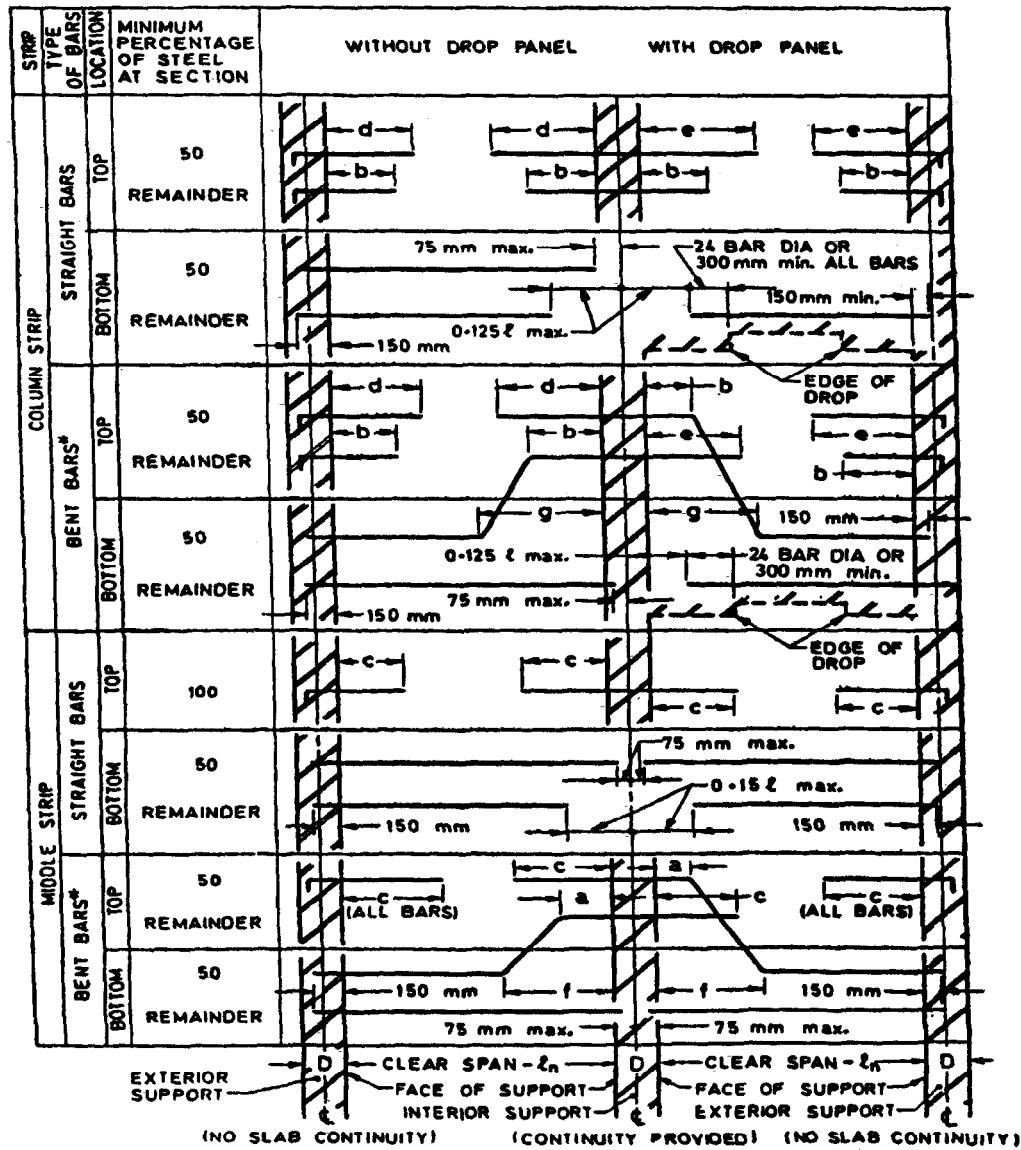 STRIP
TYPE OF BARS
LOCATION
MINIMUM
PERCENTAGE
OF STEEL
AT SECTION
WITHOUT DROP PANEL
WITH DROP PANEL
COLUMN STRIP
STRAIGHT BARS
TOP
50
REMAINDER
d
d
e
e
b
b
b
b
BOTTOM
50
REMAINDER
75 mm max.
24 BAR DIA OR
300mm min. ALL BARS
150mm min.
0·125 ℓ max.
150 mm
EDGE OF
DROP
BENT BARS*
TOP
50
REMAINDER
d
d
b
b
b
e
e
b
BOTTOM
50
REMAINDER
g
g
150 mm
0·125 ℓ max.
24 BAR DIA OR
300mm min.
75 mm max.
150 mm
EDGE OF
DROP
MIDDLE STRIP
STRAIGHT BARS
TOP
100
c
c
c
c
BOTTOM
50
REMAINDER
75 mm max.
0·15 ℓ max.
150 mm
150 mm
BENT BARS*
TOP
50
REMAINDER
c
(ALL BARS)
c
a
a
c
c
(ALL BARS)
BOTTOM
50
REMAINDER
150 mm
f
f
150 mm
75 mm max.
75 mm max.
D
CLEAR SPAN - ℓn
D
CLEAR SPAN - ℓn
D
EXTERIOR
SUPPORT
FACE OF SUPPORT
INTERIOR SUPPORT
FACE OF SUPPORT
EXTERIOR SUPPORT
℄
℄
℄
(NO SLAB CONTINUITY)
(CONTINUITY PROVIDED)
(NO SLAB CONTINUITY)